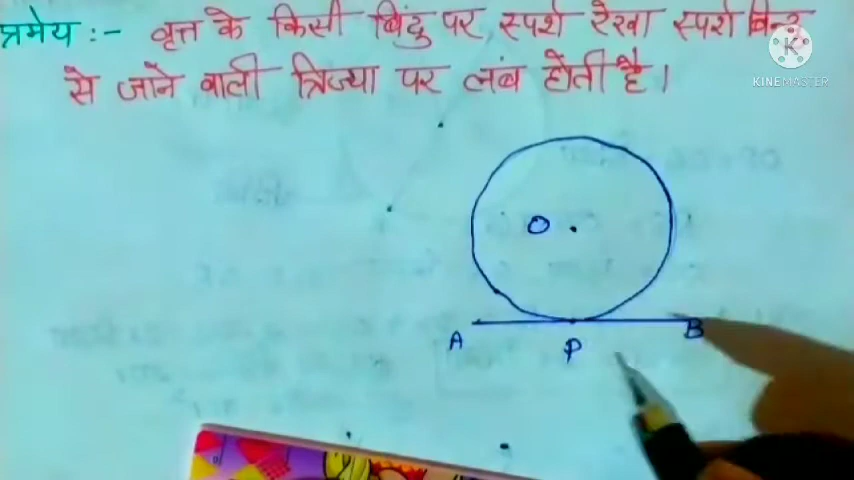 प्रमेय :- वृत्त के किसी बिंदु पर, स्पर्श रेखा स्पर्श बिन्दु
से जाने वाली त्रिज्या पर लंब होती है।
K
KINEMASTER
O
A
P
B